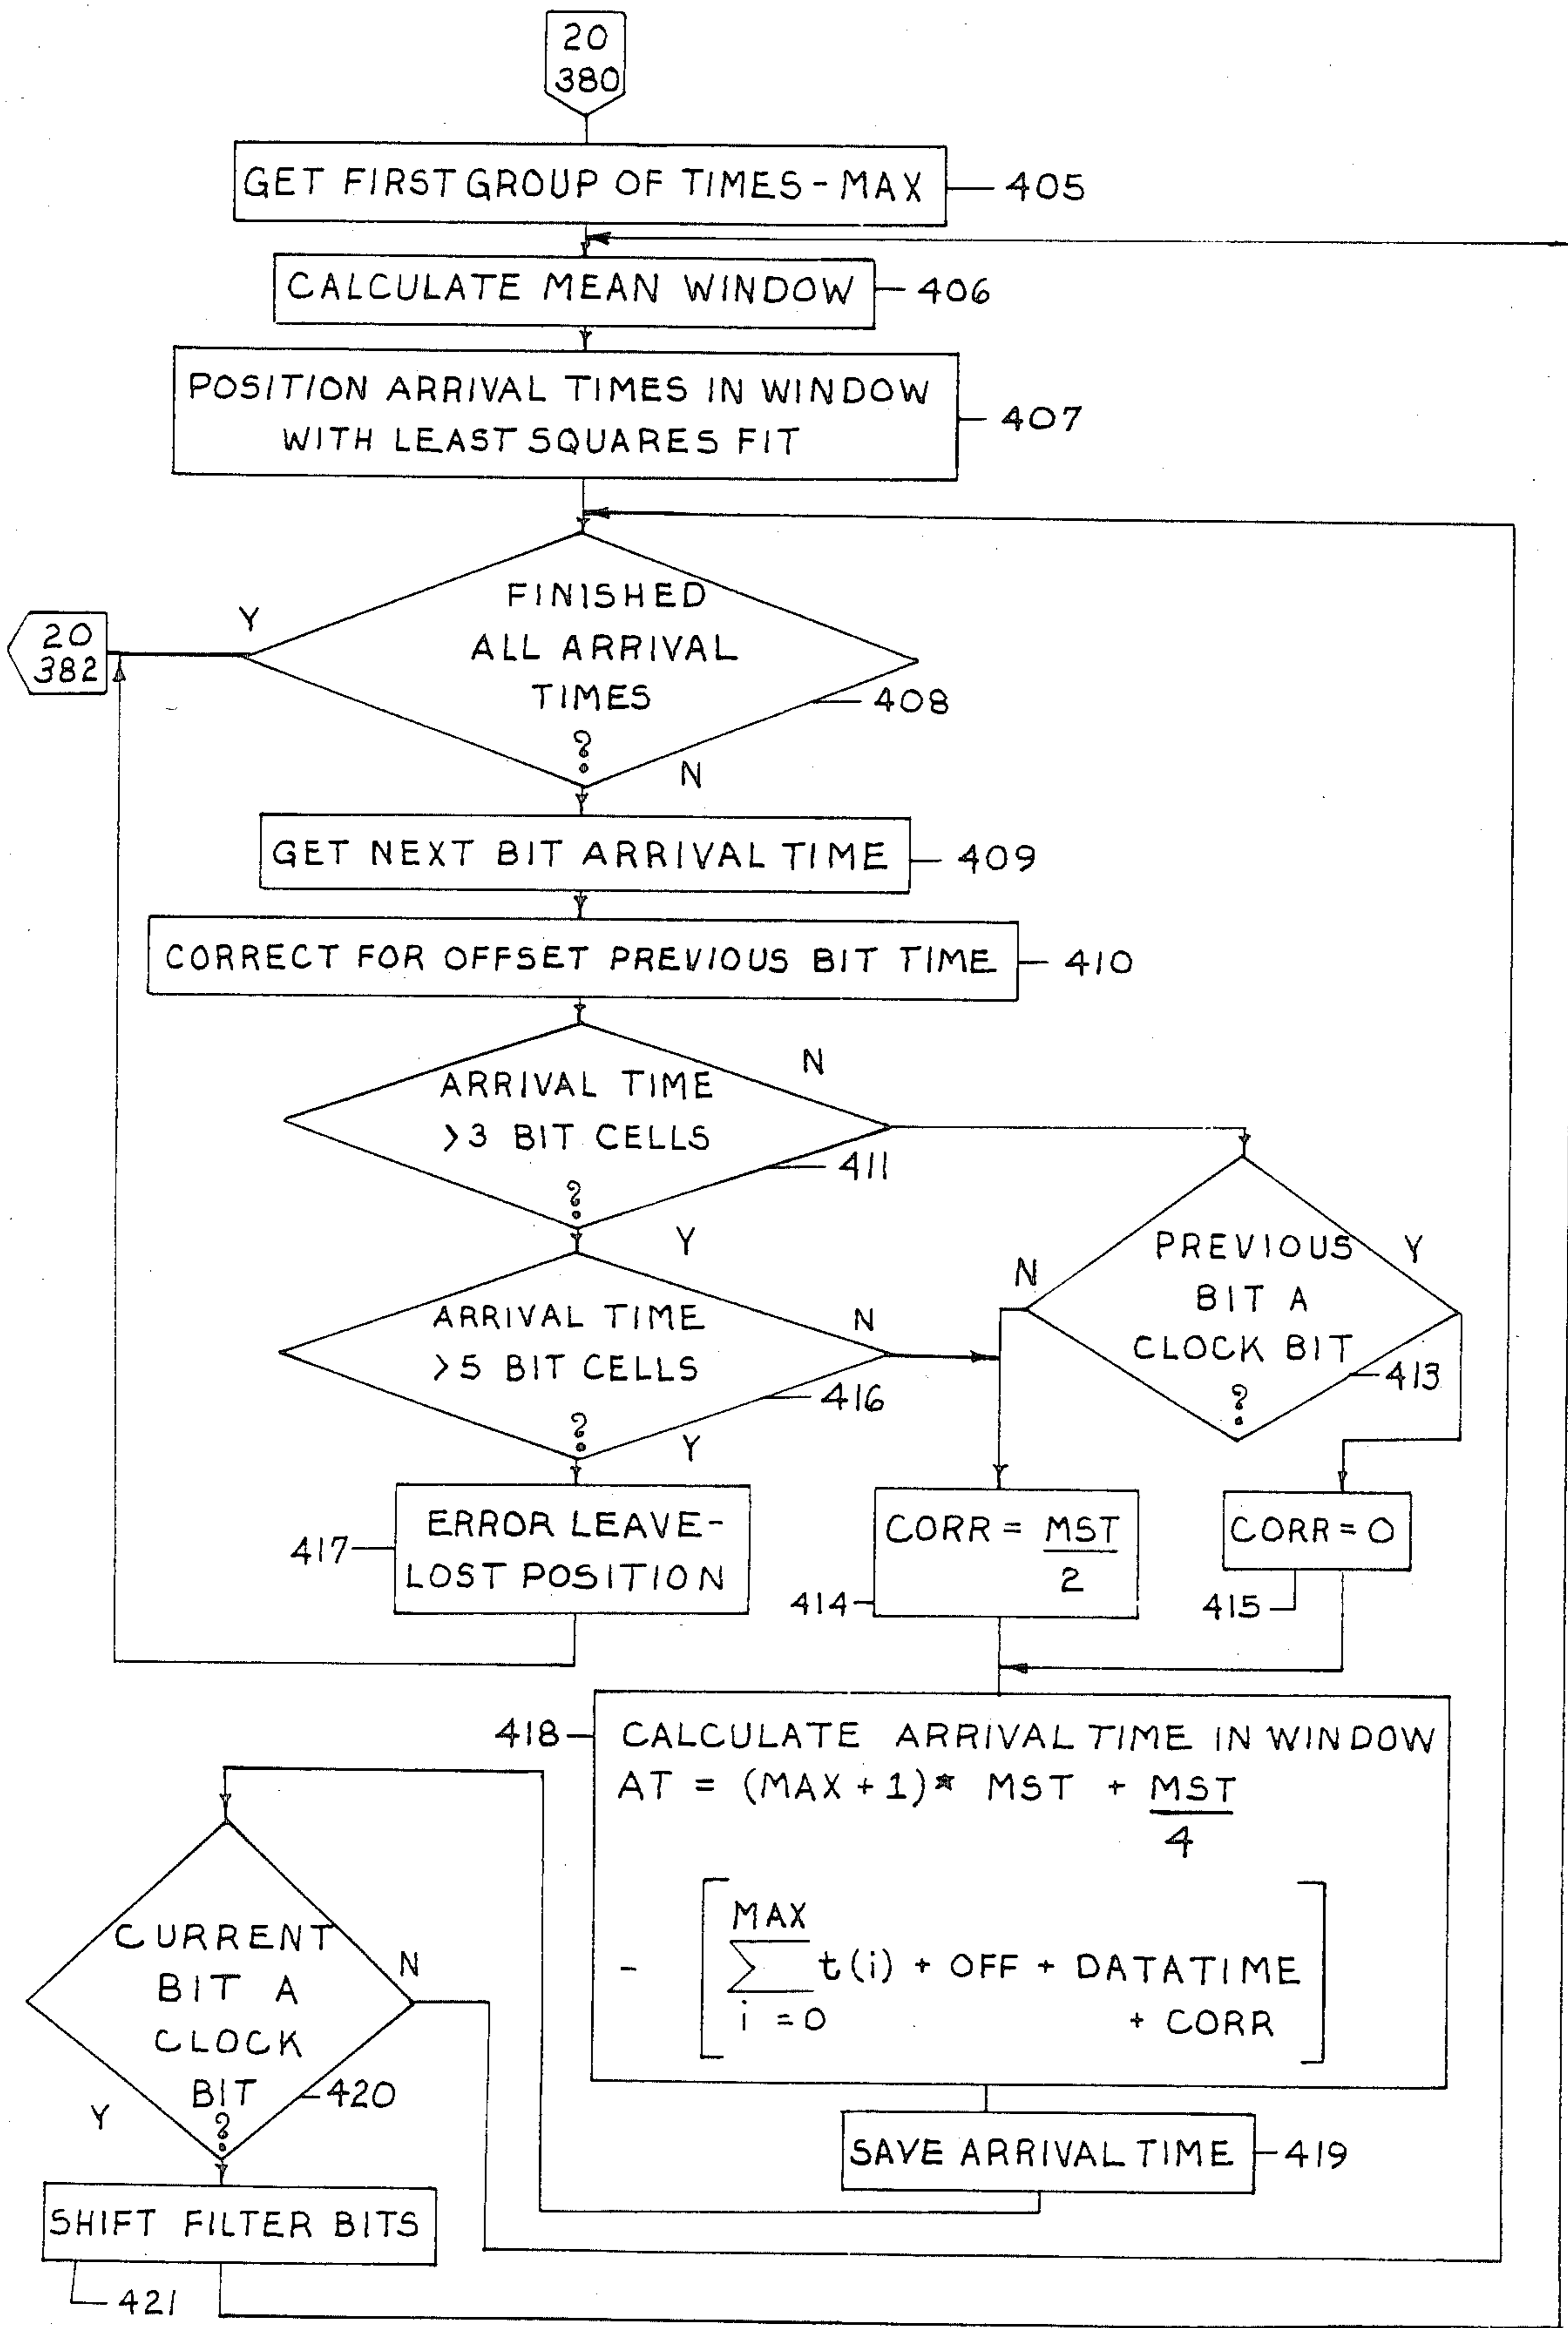 20
380
GET FIRST GROUP OF TIMES - MAX
405
CALCULATE MEAN WINDOW
406
POSITION ARRIVAL TIMES IN WINDOW
WITH LEAST SQUARES FIT
407
20
382
Y
FINISHED
ALL ARRIVAL
TIMES
?
408
N
GET NEXT BIT ARRIVAL TIME
409
CORRECT FOR OFFSET PREVIOUS BIT TIME
410
ARRIVAL TIME
>3 BIT CELLS
?
N
411
Y
PREVIOUS
BIT A
CLOCK BIT
?
N
Y
413
ARRIVAL TIME
>5 BIT CELLS
?
N
416
Y
417
ERROR LEAVE-
LOST POSITION
CORR = MST
2
414
CORR = 0
415
418
CALCULATE ARRIVAL TIME IN WINDOW
AT = (MAX + 1)* MST + MST
4
MAX
- [ ∑ t(i) + OFF + DATATIME
i = 0 + CORR ]
CURRENT
BIT A
CLOCK
BIT
?
N
420
Y
SAVE ARRIVAL TIME
419
SHIFT FILTER BITS
421